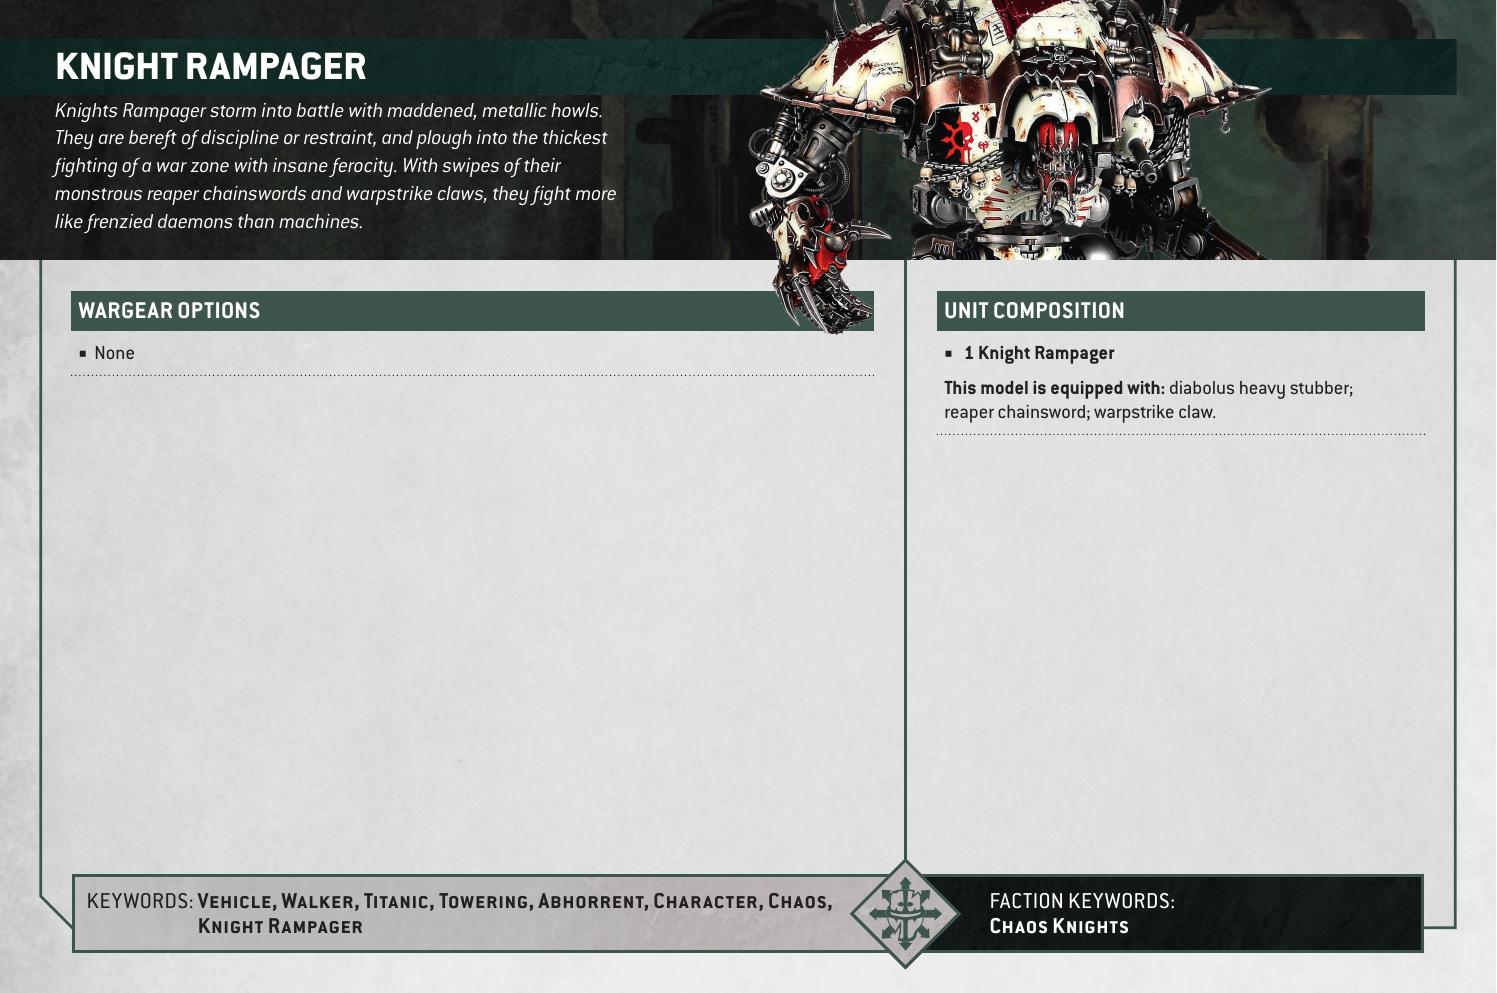 KNIGHT RAMPAGER
Knights Rampager storm into battle with maddened, metallic howls.
They are bereft of discipline or restraint, and plough into the thickest
fighting of a war zone with insane ferocity. With swipes of their
monstrous reaper chainswords and warpstrike claws, they fight more
like frenzied daemons than machines.
WARGEAR OPTIONS
■ None
UNIT COMPOSITION
■ 1 Knight Rampager
This model is equipped with: diabolus heavy stubber;
reaper chainsword; warpstrike claw.
KEYWORDS: Vehicle, Walker, Titanic, Towering, Abhorrent, Character, Chaos,
Knight Rampager
FACTION KEYWORDS:
Chaos Knights